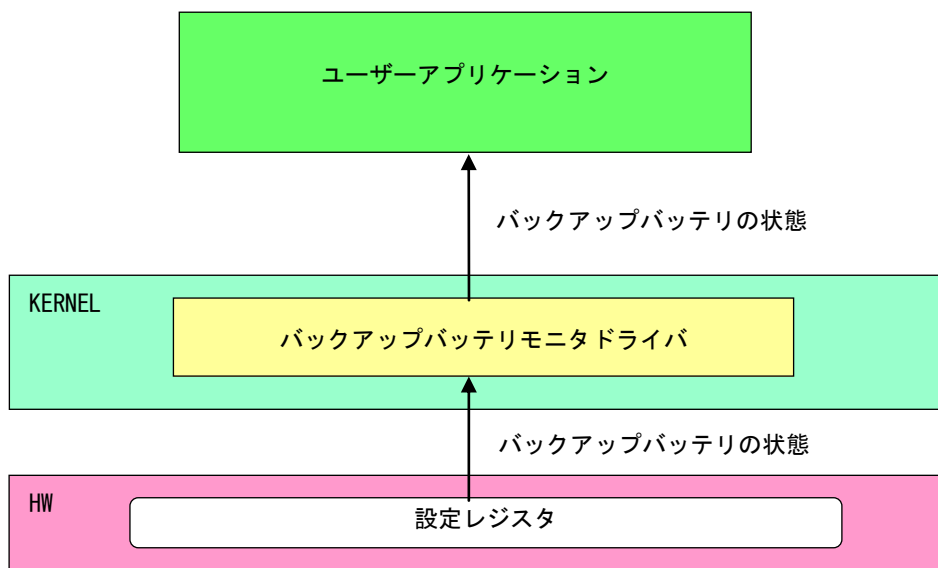 ユーザーアプリケーション
バックアップバッテリの状態
KERNEL
バックアップバッテリモニタドライバ
バックアップバッテリの状態
HW
設定レジスタ